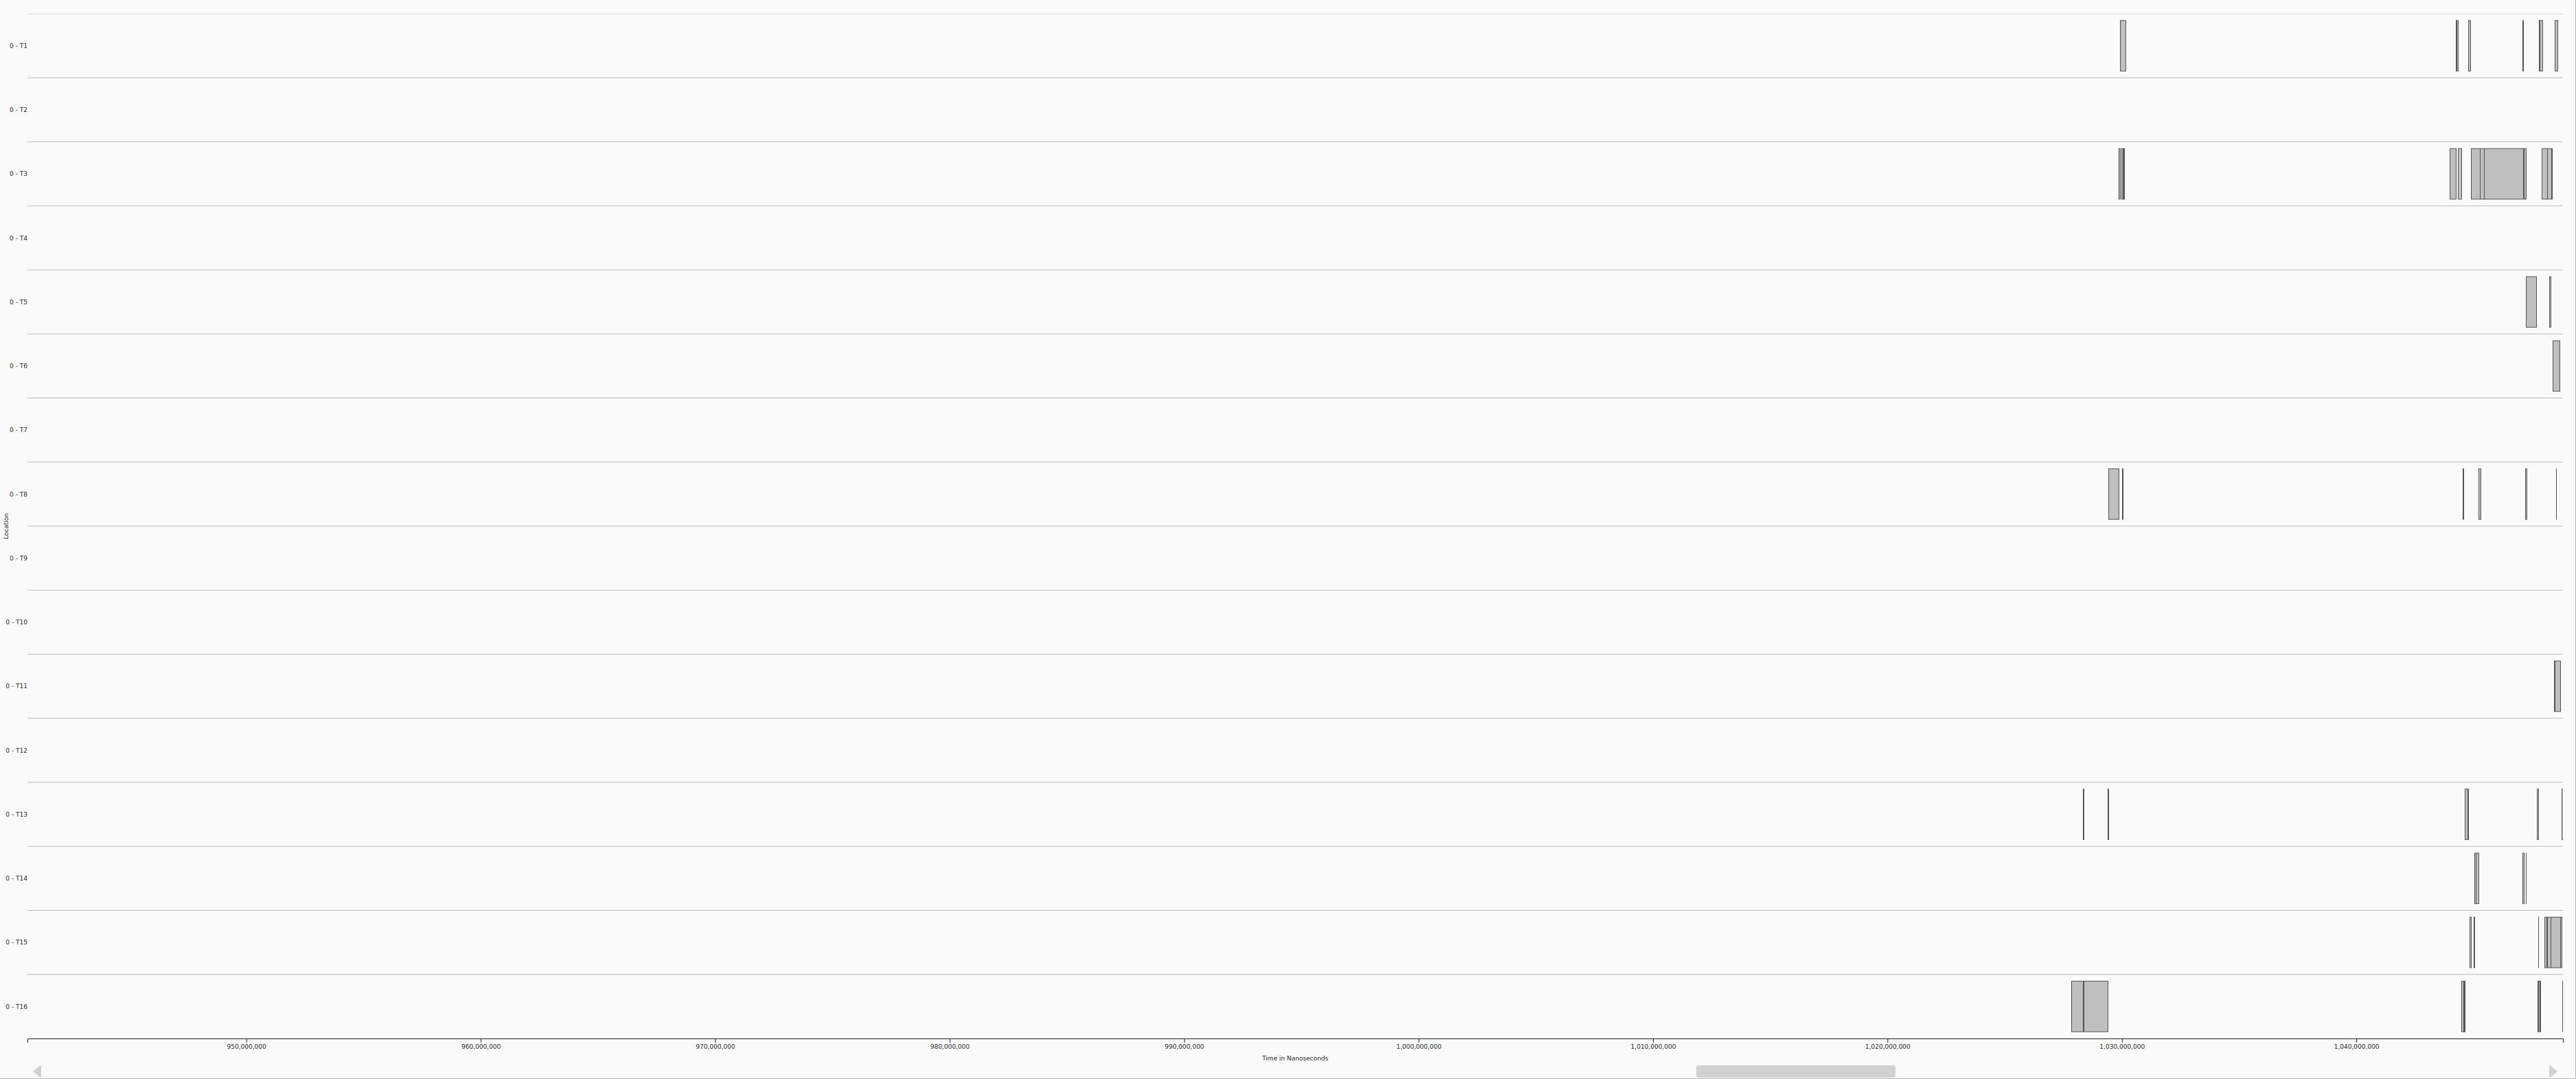 0 - T1
0 - T2
0 - T3
0 - T4
0 - T5
0 - T6
0 - T7
0 - T8
Location
0 - T9
0 - T10
0 - T11
0 - T12
0 - T13
0 - T14
0 - T15
0 - T16
950,000,000 960,000,000 970,000,000 980,000,000 990,000,000 1,000,000,000 1,010,000,000 1,020,000,000 1,030,000,000 1,040,000,000
Time in Nanoseconds